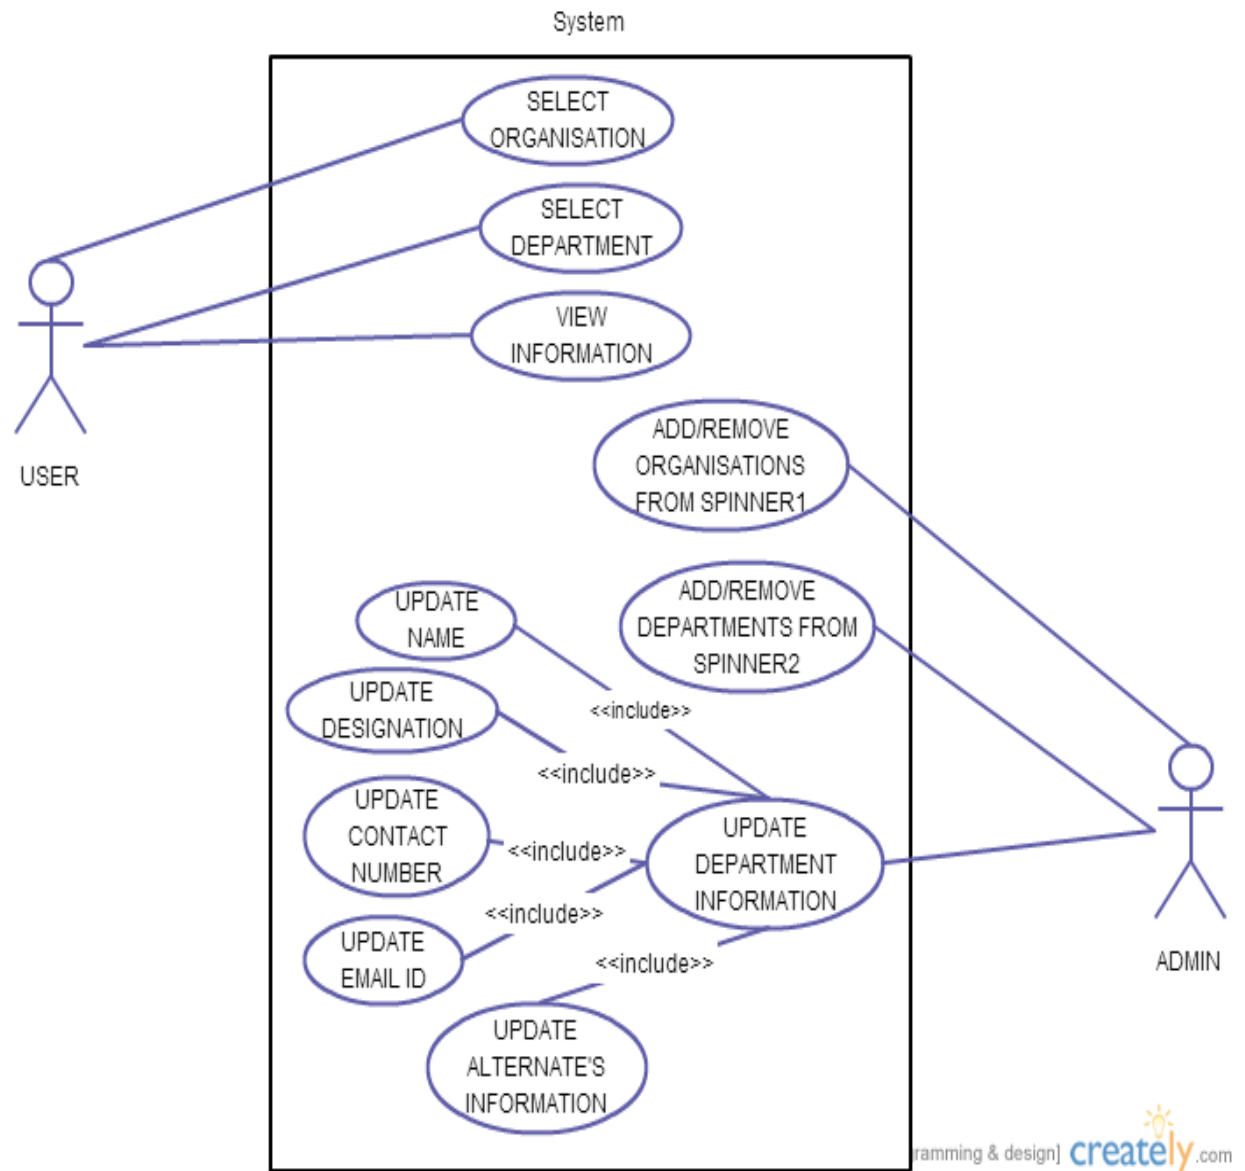 System
SELECT
ORGANISATION
SELECT
DEPARTMENT
VIEW
INFORMATION
USER
ADD/REMOVE
ORGANISATIONS
FROM SPINNER1
ADD/REMOVE
DEPARTMENTS FROM
SPINNER2
UPDATE
NAME
<<include>>
UPDATE
DESIGNATION
<<include>>
UPDATE
CONTACT
NUMBER
<<include>>
UPDATE
DEPARTMENT
INFORMATION
<<include>>
UPDATE
EMAIL ID
<<include>>
ADMIN
UPDATE
ALTERNATE'S
INFORMATION
ramming & design] creately.com